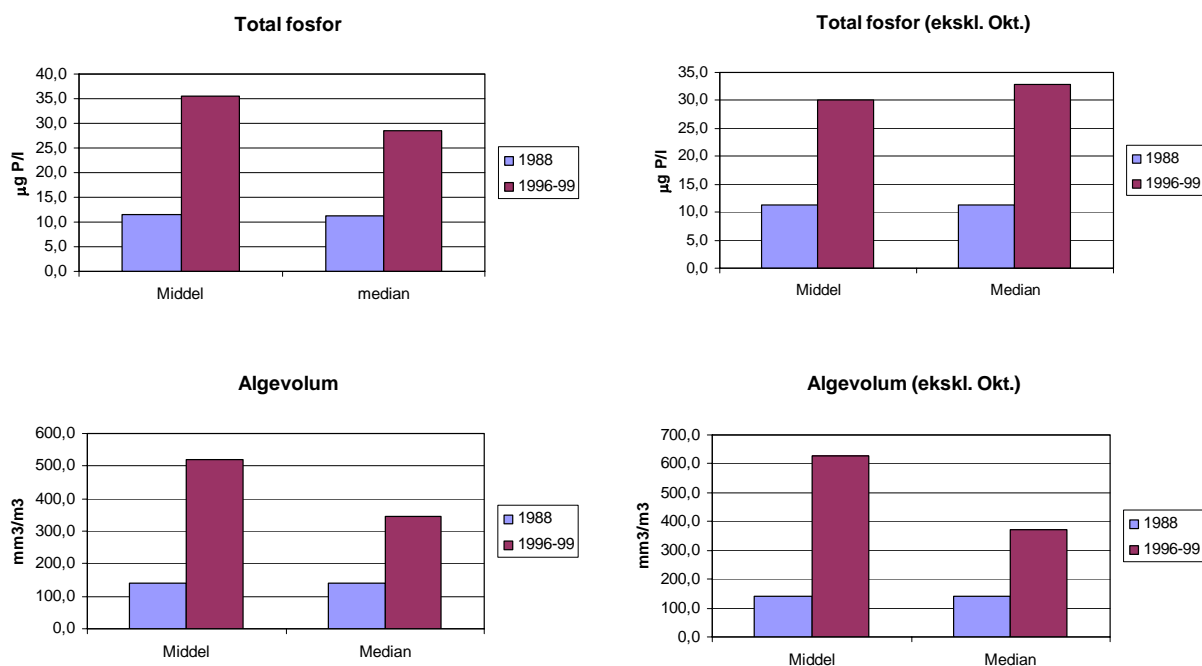 Total fosfor
40,0
35,0
30,0
25,0
20,0
15,0
10,0
5,0
0,0
µg P/l
Middel
median
1988
1996-99
Total fosfor (ekskl. Okt.)
35,0
30,0
25,0
20,0
15,0
10,0
5,0
0,0
µg P/l
Middel
Median
1988
1996-99
Algevolum
600,0
500,0
400,0
300,0
200,0
100,0
0,0
mm3/m3
Middel
Median
1988
1996-99
Algevolum (ekskl. Okt.)
700,0
600,0
500,0
400,0
300,0
200,0
100,0
0,0
mm3/m3
Middel
Median
1988
1996-99